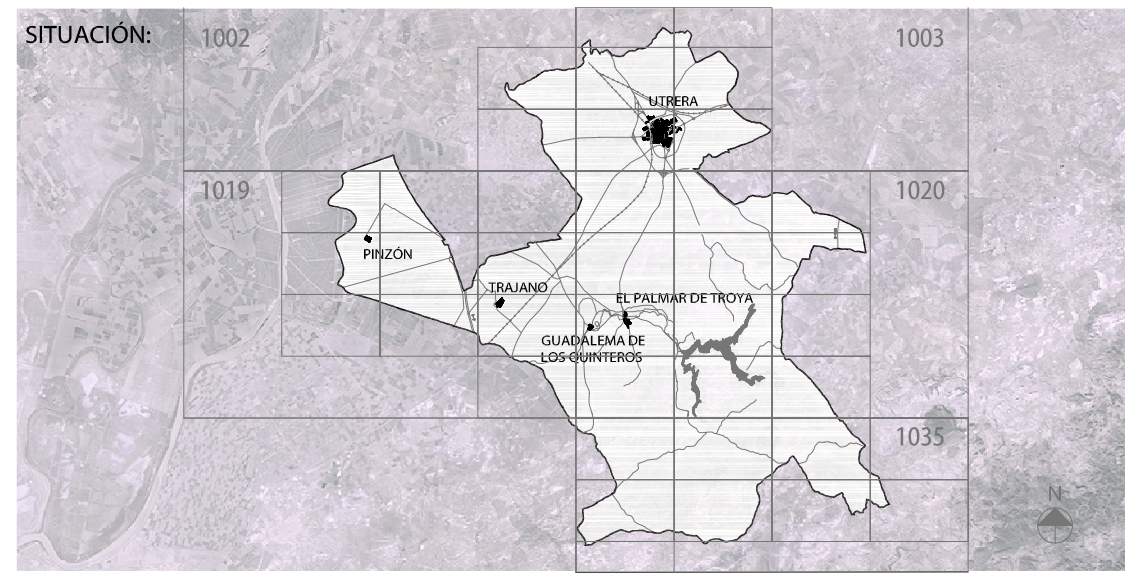 SITUACIÓN:
1002
1003
UTRERA
1019
1020
PINZÓN
TRAJANO
EL PALMAR DE TROYA
GUADALEMA DE
LOS QUINTEROS
1035
N